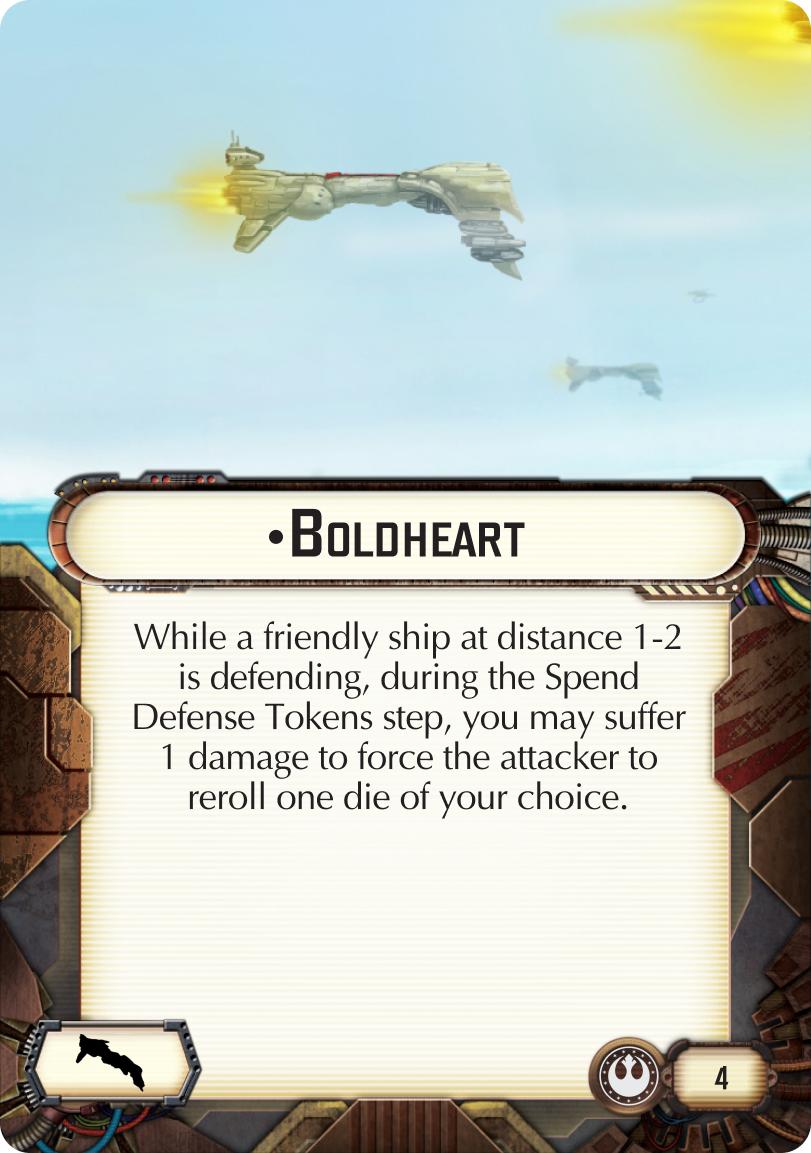 •Boldheart
While a friendly ship at distance 1-2
is defending, during the Spend
Defense Tokens step, you may suffer
1 damage to force the attacker to
reroll one die of your choice.
4